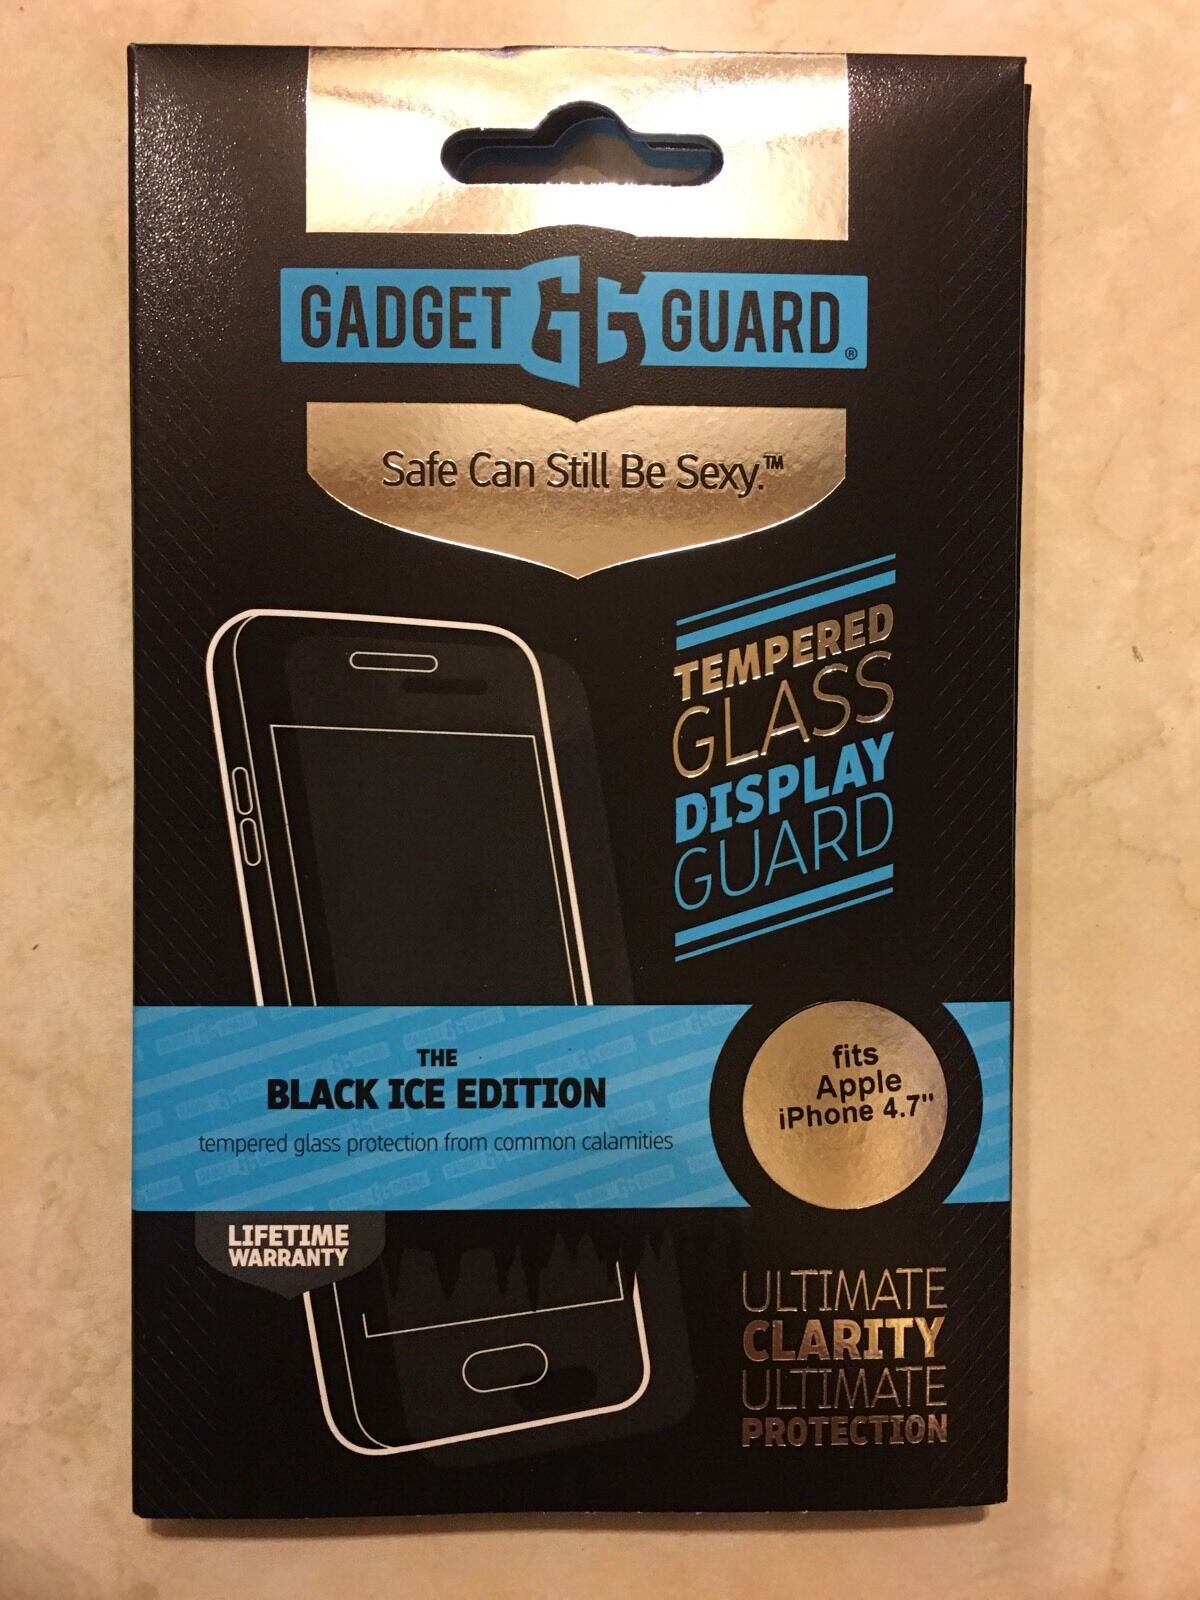 GADGET GG GUARD®
Safe Can Still Be Sexy.™
TEMPERED
GLASS
DISPLAY
GUARD
THE
BLACK ICE EDITION
tempered glass protection from common calamities
fits
Apple
iPhone 4.7"
LIFETIME
WARRANTY
ULTIMATE
CLARITY
ULTIMATE
PROTECTION